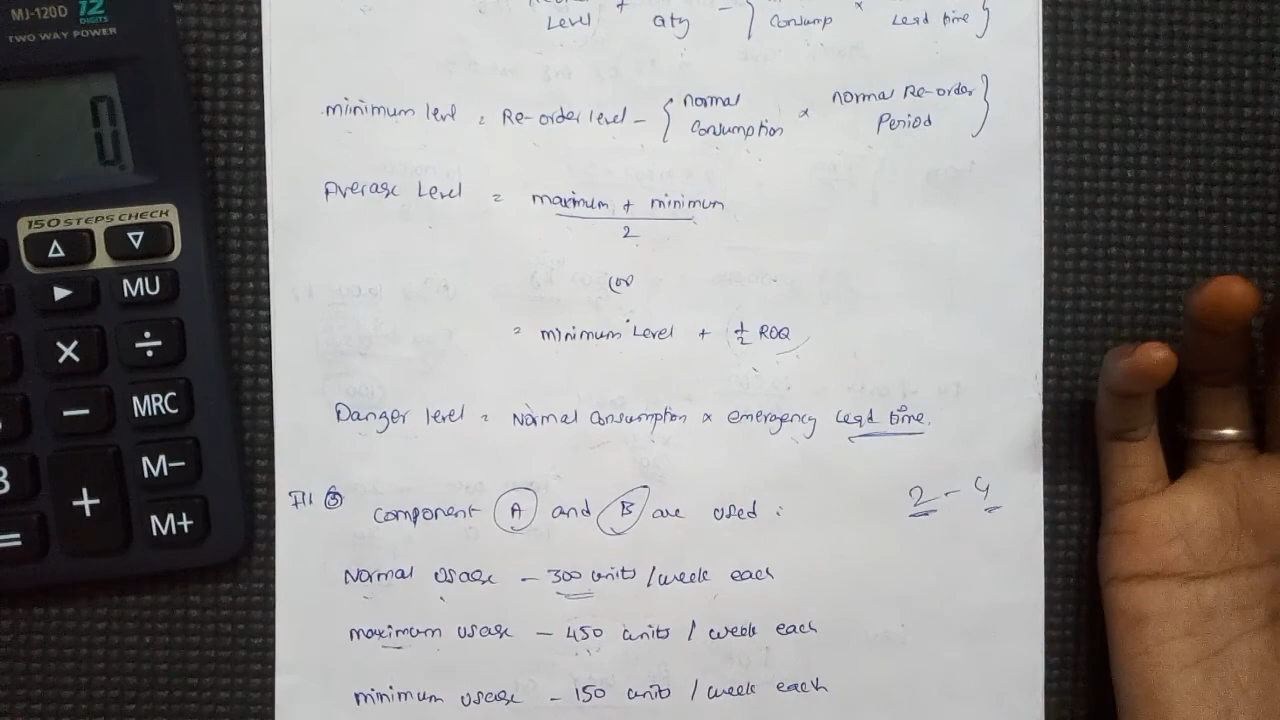 MJ-120D 12
DIGITS
TWO WAY POWER
0.
150 STEPS CHECK
MU
×
÷
−
MRC
3
+
M−
=
M+
Level + Qty - { Consump × Lead time }
minimum level = Re-order level - { normal Consumption × normal Re-order Period }
Average Level = maximum + minimum
2
(or
= minimum Level + 1/2 ROQ
Danger level = Normal Consumption × emergency Lead time.
Component A and B are used : 2 - 4
Normal usage - 300 units / week each
maximum usage - 450 units / week each
minimum usage - 150 units / week each